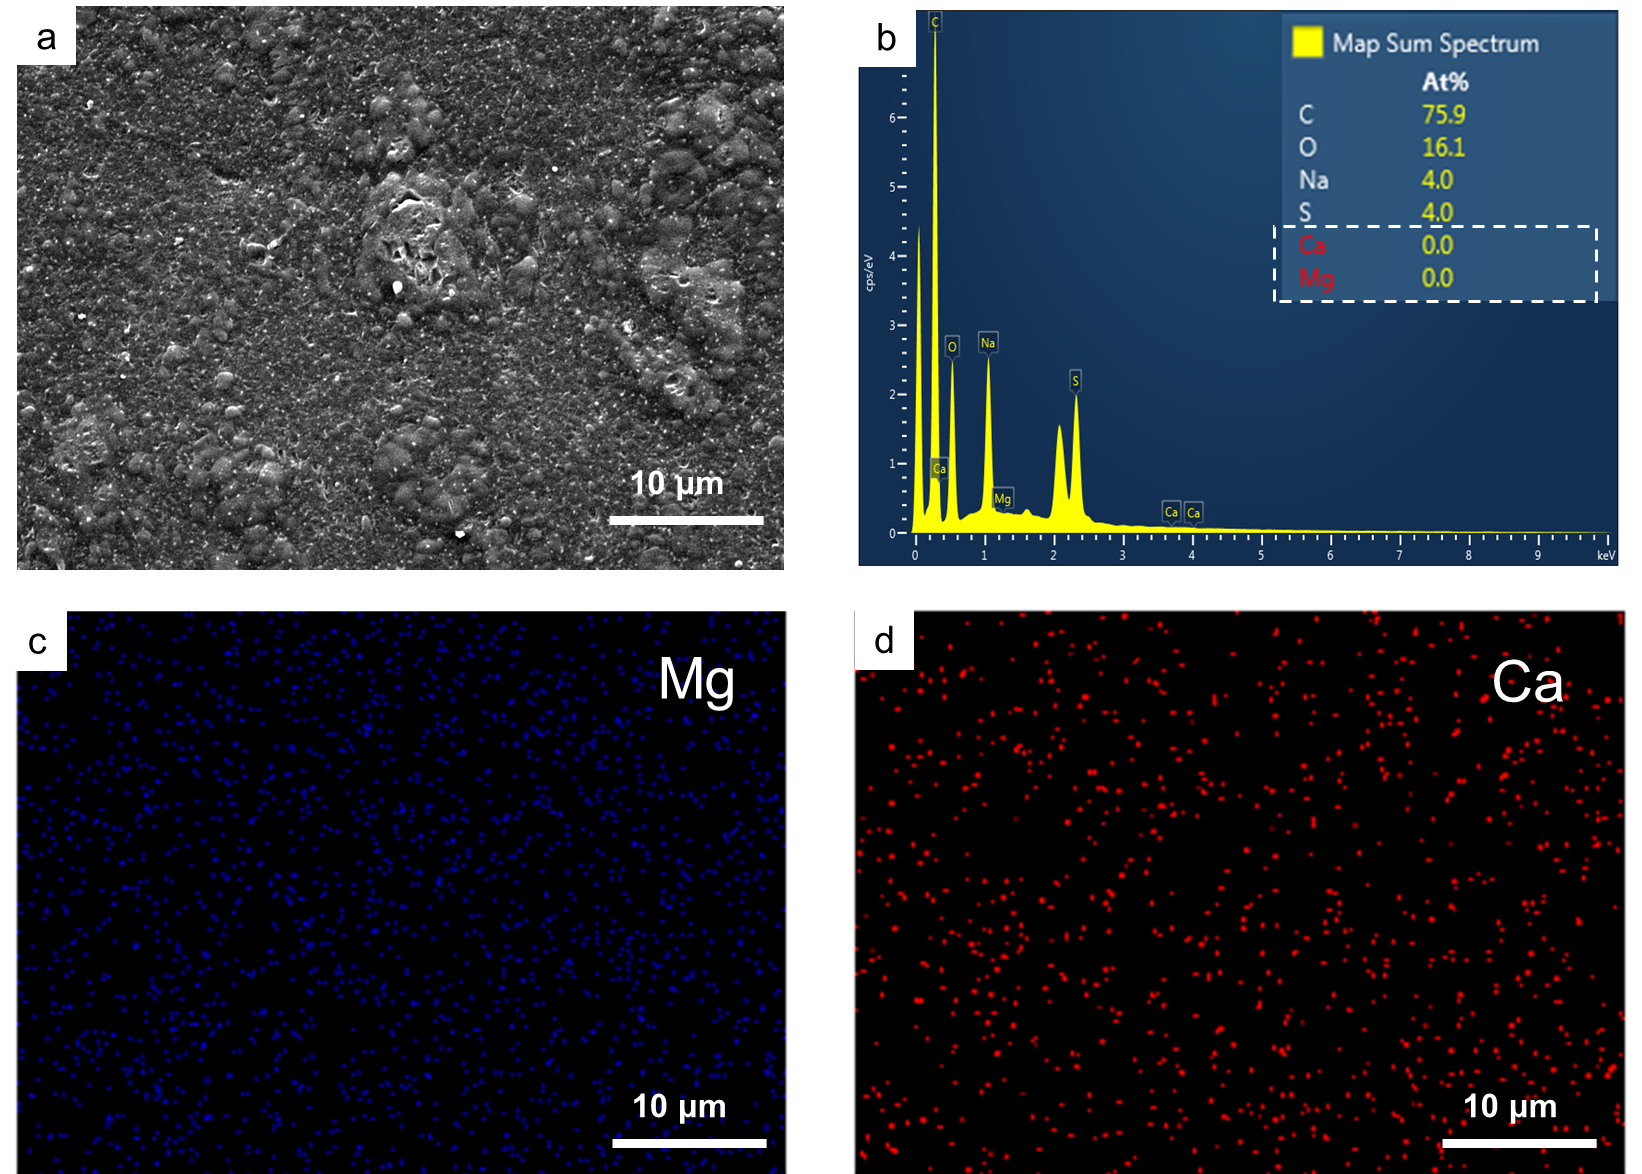 a
10 µm
b
Map Sum Spectrum
At%
C 75.9
O 16.1
Na 4.0
S 4.0
Ca 0.0
Mg 0.0
cps/eV
6
5
4
3
2
1
0
C
O
Na
S
Ca
Mg
Ca
Ca
0 1 2 3 4 5 6 7 8 9 keV
c
Mg
10 µm
d
Ca
10 µm